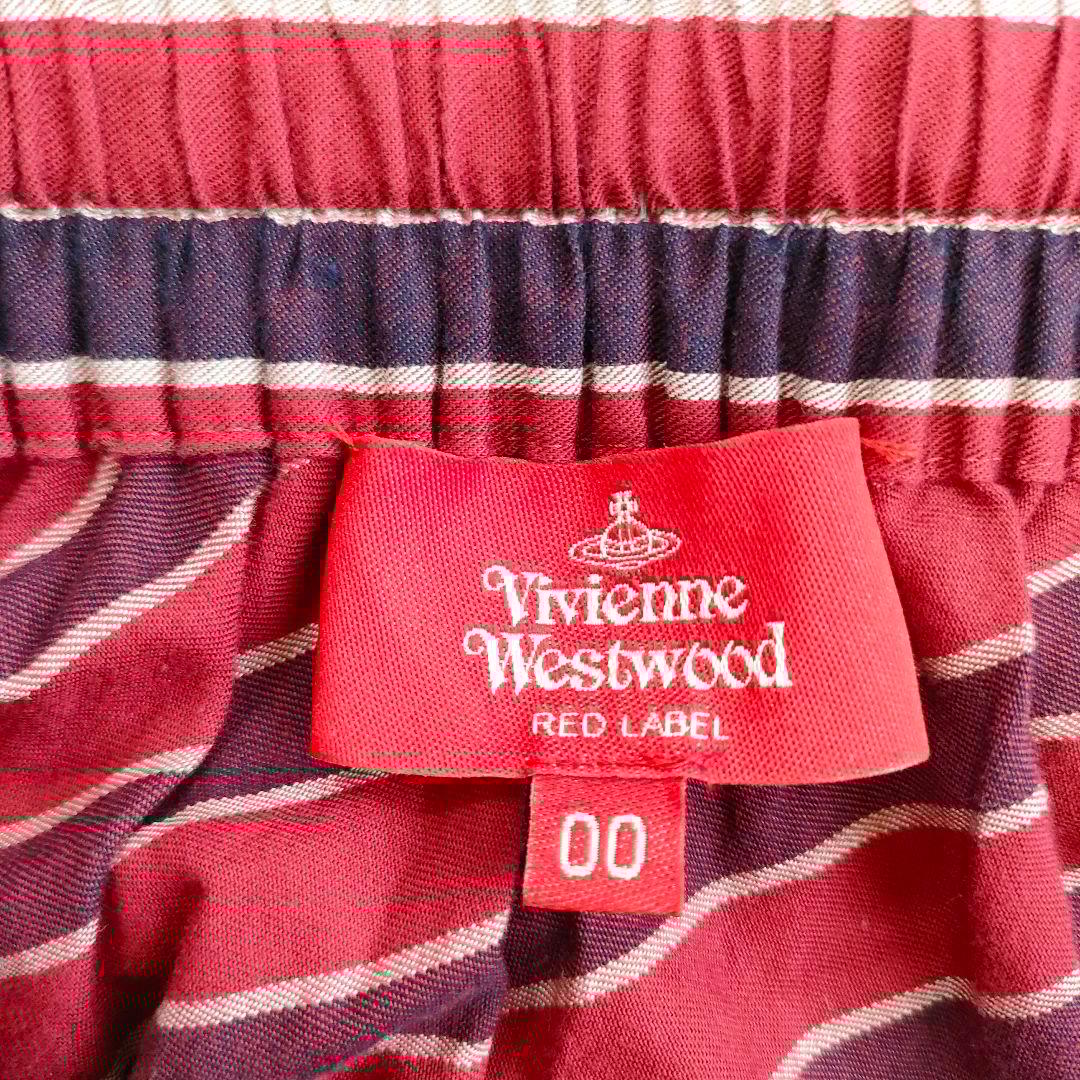 Vivienne
Westwood
RED LABEL
00